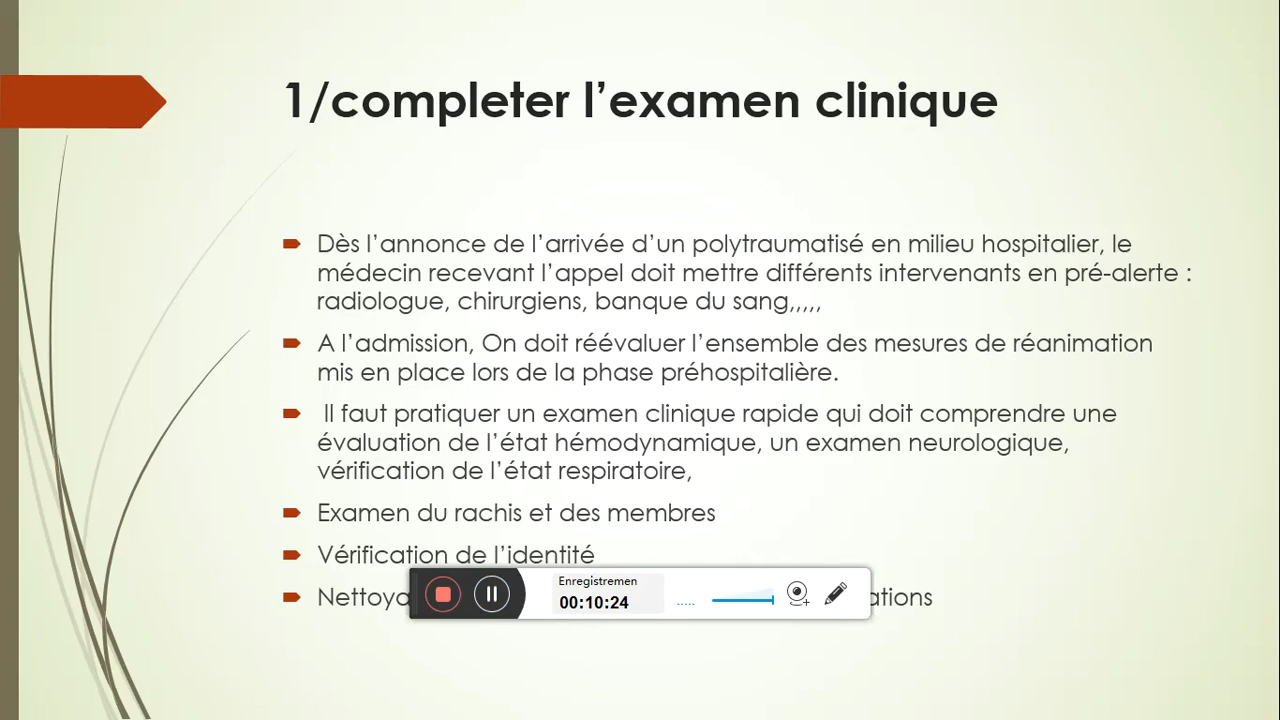 1/completer l’examen clinique
Dès l’annonce de l’arrivée d’un polytraumatisé en milieu hospitalier, le
médecin recevant l’appel doit mettre différents intervenants en pré-alerte :
radiologue, chirurgiens, banque du sang,,,,,
A l’admission, On doit réévaluer l’ensemble des mesures de réanimation
mis en place lors de la phase préhospitalière.
Il faut pratiquer un examen clinique rapide qui doit comprendre une
évaluation de l’état hémodynamique, un examen neurologique,
vérification de l’état respiratoire,
Examen du rachis et des membres
Vérification de l’identité
Enregistremen
00:10:24